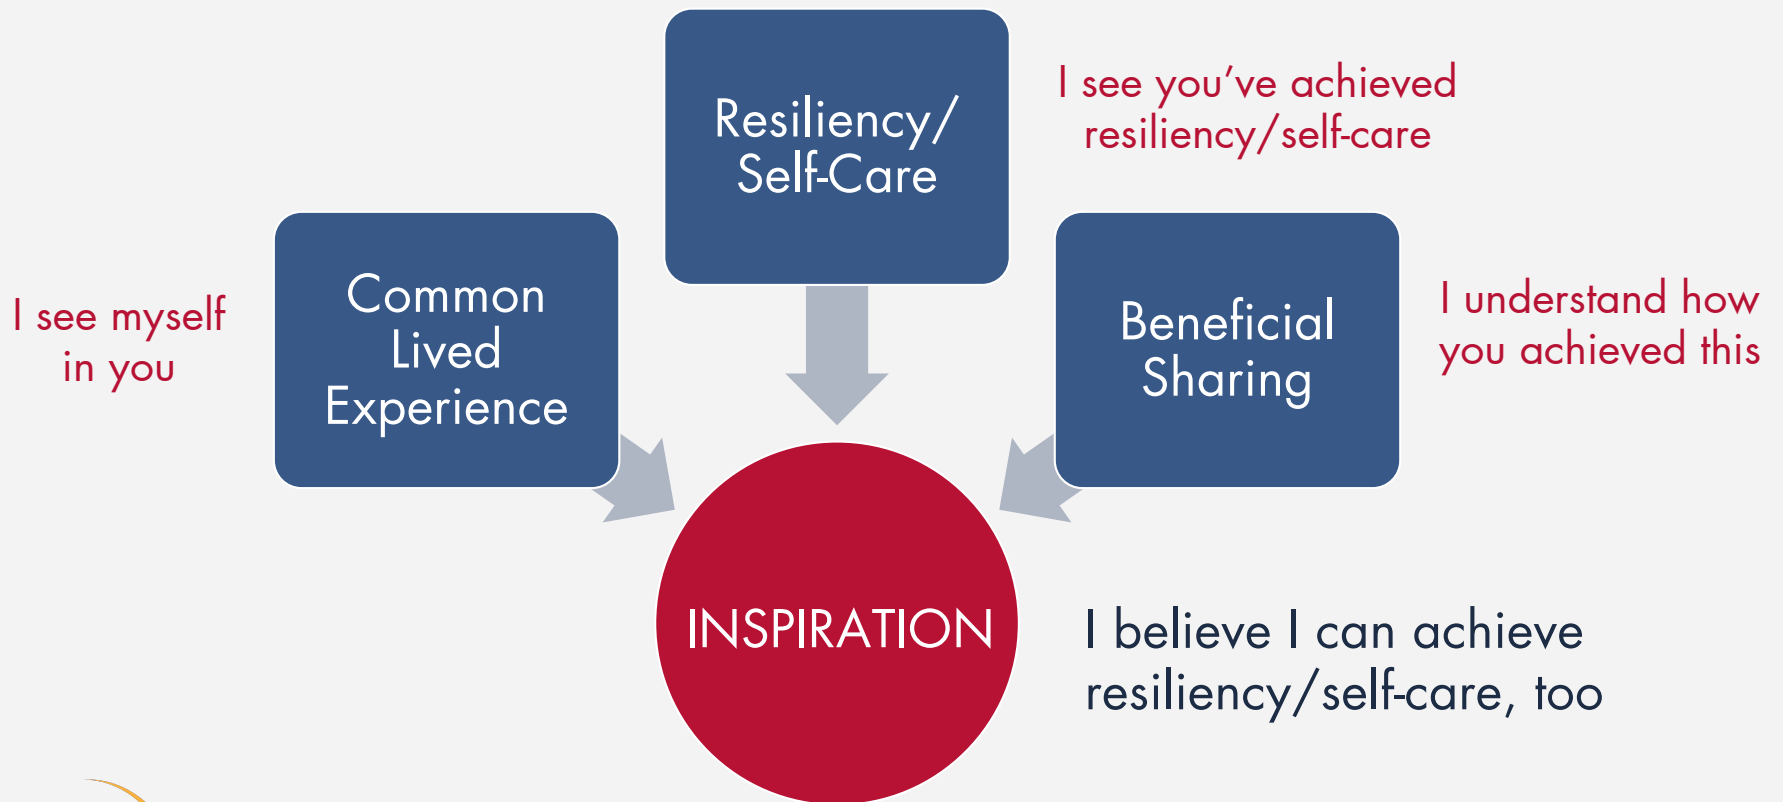 Resiliency/
Self-Care
I see you’ve achieved
resiliency/self-care
I see myself
in you
Common
Lived
Experience
Beneficial
Sharing
I understand how
you achieved this
INSPIRATION
I believe I can achieve
resiliency/self-care, too